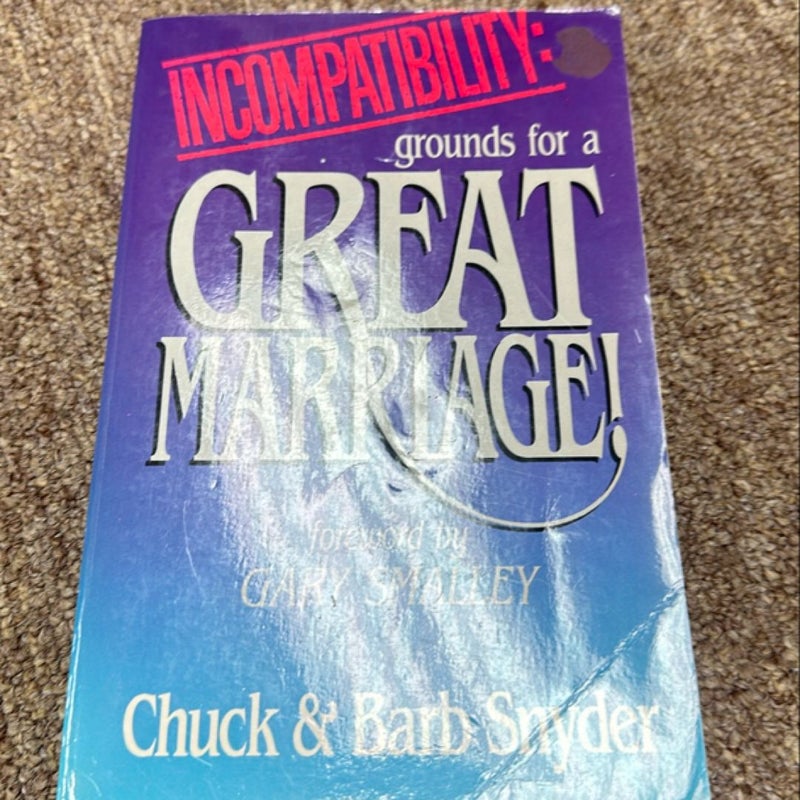 INCOMPATIBILITY:
grounds for a
GREAT
MARRIAGE!
foreword by
GARY SMALLEY
Chuck & Barb Snyder